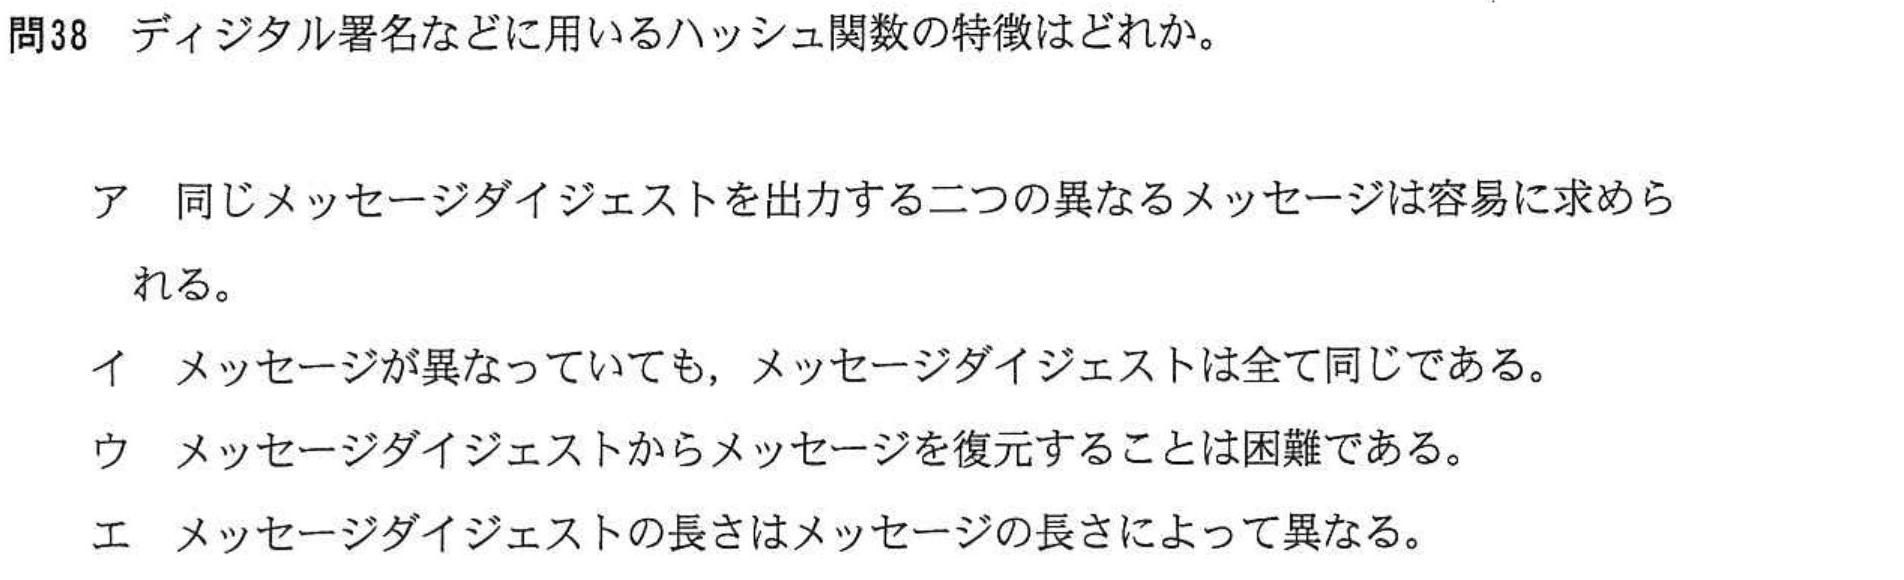 問38　ディジタル署名などに用いるハッシュ関数の特徴はどれか。
ア　同じメッセージダイジェストを出力する二つの異なるメッセージは容易に求めら
れる。
イ　メッセージが異なっていても，メッセージダイジェストは全て同じである。
ウ　メッセージダイジェストからメッセージを復元することは困難である。
エ　メッセージダイジェストの長さはメッセージの長さによって異なる。